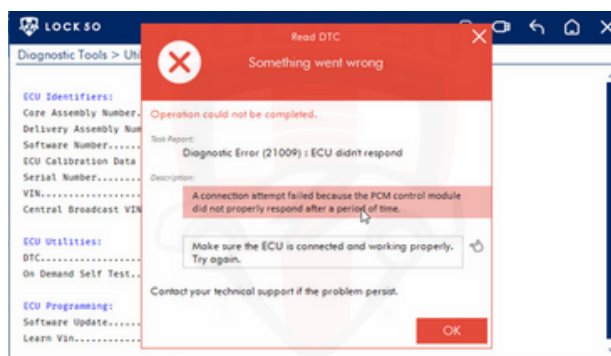 LOCK50
Read DTC
Diagnostic Tools > Uti
Something went wrong
ECU Identifiers:
Core Assembly Number.
Delivery Assembly Num
Software Number......
ECU Calibration Data
Serial Number........
VIN..................
Central Broadcast VIN
ECU Utilities:
DTC..................
On Demand Self Test..
ECU Programming:
Software Update......
Learn Vin............
Operation could not be completed.
Task Report:
Diagnostic Error (21009) : ECU didn't respond
Description:
A connection attempt failed because the PCM control module
did not properly respond after a period of time.
Make sure the ECU is connected and working properly.
Try again.
Contact your technical support if the problem persist.
OK